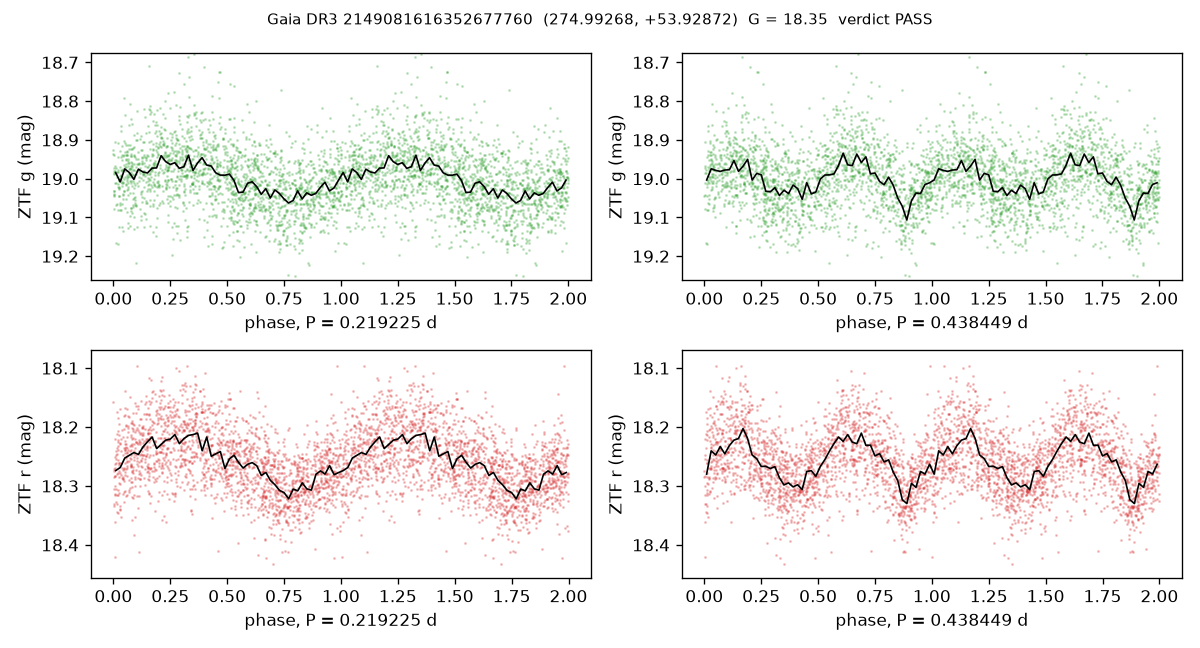 Gaia DR3 2149081616352677760 (274.99268, +53.92872) G = 18.35 verdict PASS
18.7
18.8
18.9
19.0
19.1
19.2
ZTF g (mag)
0.00 0.25 0.50 0.75 1.00 1.25 1.50 1.75 2.00
phase, P = 0.219225 d
18.7
18.8
18.9
19.0
19.1
19.2
ZTF g (mag)
0.00 0.25 0.50 0.75 1.00 1.25 1.50 1.75 2.00
phase, P = 0.438449 d
18.1
18.2
18.3
18.4
ZTF r (mag)
0.00 0.25 0.50 0.75 1.00 1.25 1.50 1.75 2.00
phase, P = 0.219225 d
18.1
18.2
18.3
18.4
ZTF r (mag)
0.00 0.25 0.50 0.75 1.00 1.25 1.50 1.75 2.00
phase, P = 0.438449 d